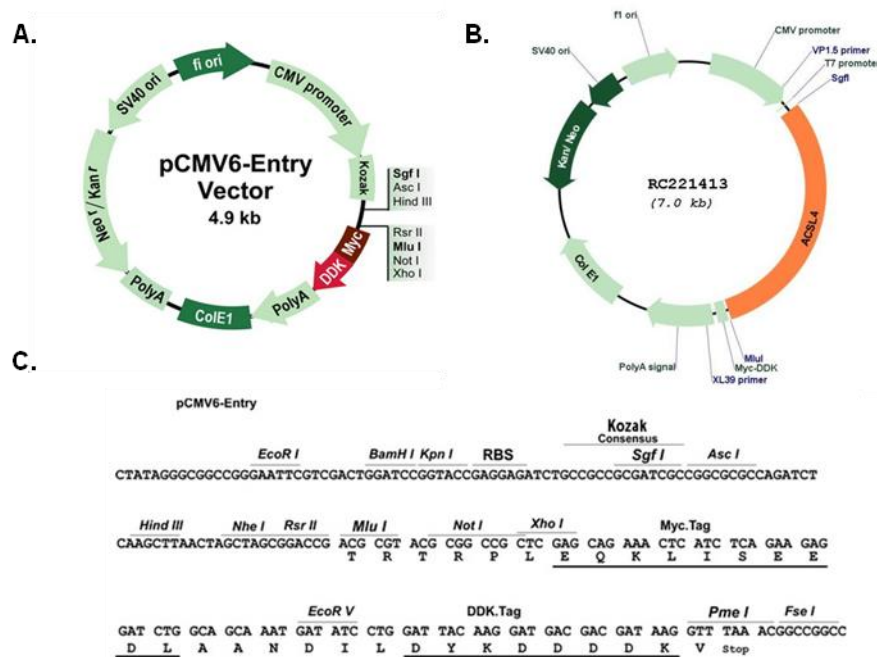 A.
fi ori
CMV promoter
Kozak
Sgf I
Asc I
Hind III
Rsr II
Mlu I
Not I
Xho I
Myc
DDK
PolyA
ColE1
PolyA
Neo r / Kan r
SV40 ori
pCMV6-Entry
Vector
4.9 kb
B.
f1 ori
CMV promoter
VP1.5 primer
T7 promoter
SgfI
SV40 ori
Kan/ Neo
ACSL4
RC221413
(7.0 kb)
Col E1
PolyA signal
MluI
Myc-DDK
XL39 primer
C.
pCMV6-Entry
Kozak
Consensus
EcoR I BamH I Kpn I RBS Sgf I Asc I
CTATAGGGCGGCCGGGAATTCGTCGACTGGATCCGGTACCGAGGAGATCTGCCGCCGCGATCGCCGGCGCGCCAGATCT
Hind III Nhe I Rsr II Mlu I Not I Xho I Myc.Tag
CAAGCTTAACTAGCTAGCGGACCG ACG CGT ACG CGG CCG CTC GAG CAG AAA CTC ATC TCA GAA GAG
T R T R P L E Q K L I S E E
EcoR V DDK.Tag Pme I Fse I
GAT CTG GCA GCA AAT GAT ATC CTG GAT TAC AAG GAT GAC GAC GAT AAG GTT TAA ACGGCCGGCC
D L A A N D I L D Y K D D D D K V Stop